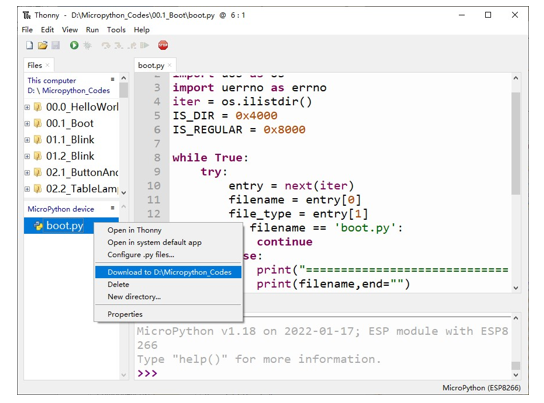 Thonny - D:\Micropython_Codes\00.1_Boot\boot.py @ 6 : 1
File Edit View Run Tools Help
Files
This computer
D: \ Micropython_Codes
00.0_HelloWorl
00.1_Boot
01.1_Blink
01.2_Blink
02.1_ButtonAnd
02.2_TableLam
MicroPython device
boot.py
Open in Thonny
Open in system default app
Configure .py files...
Download to D:\Micropython_Codes
Delete
New directory...
Properties
boot.py
2 import uos as os
3 import uerrno as errno
4 iter = os.ilistdir()
5 IS_DIR = 0x4000
6 IS_REGULAR = 0x8000
7
8 while True:
9 try:
10 entry = next(iter)
11 filename = entry[0]
12 file_type = entry[1]
filename == 'boot.py':
continue
se:
print("=============================
print(filename,end="")
MicroPython v1.18 on 2022-01-17; ESP module with ESP8
266
Type "help()" for more information.
>>>
MicroPython (ESP8266)